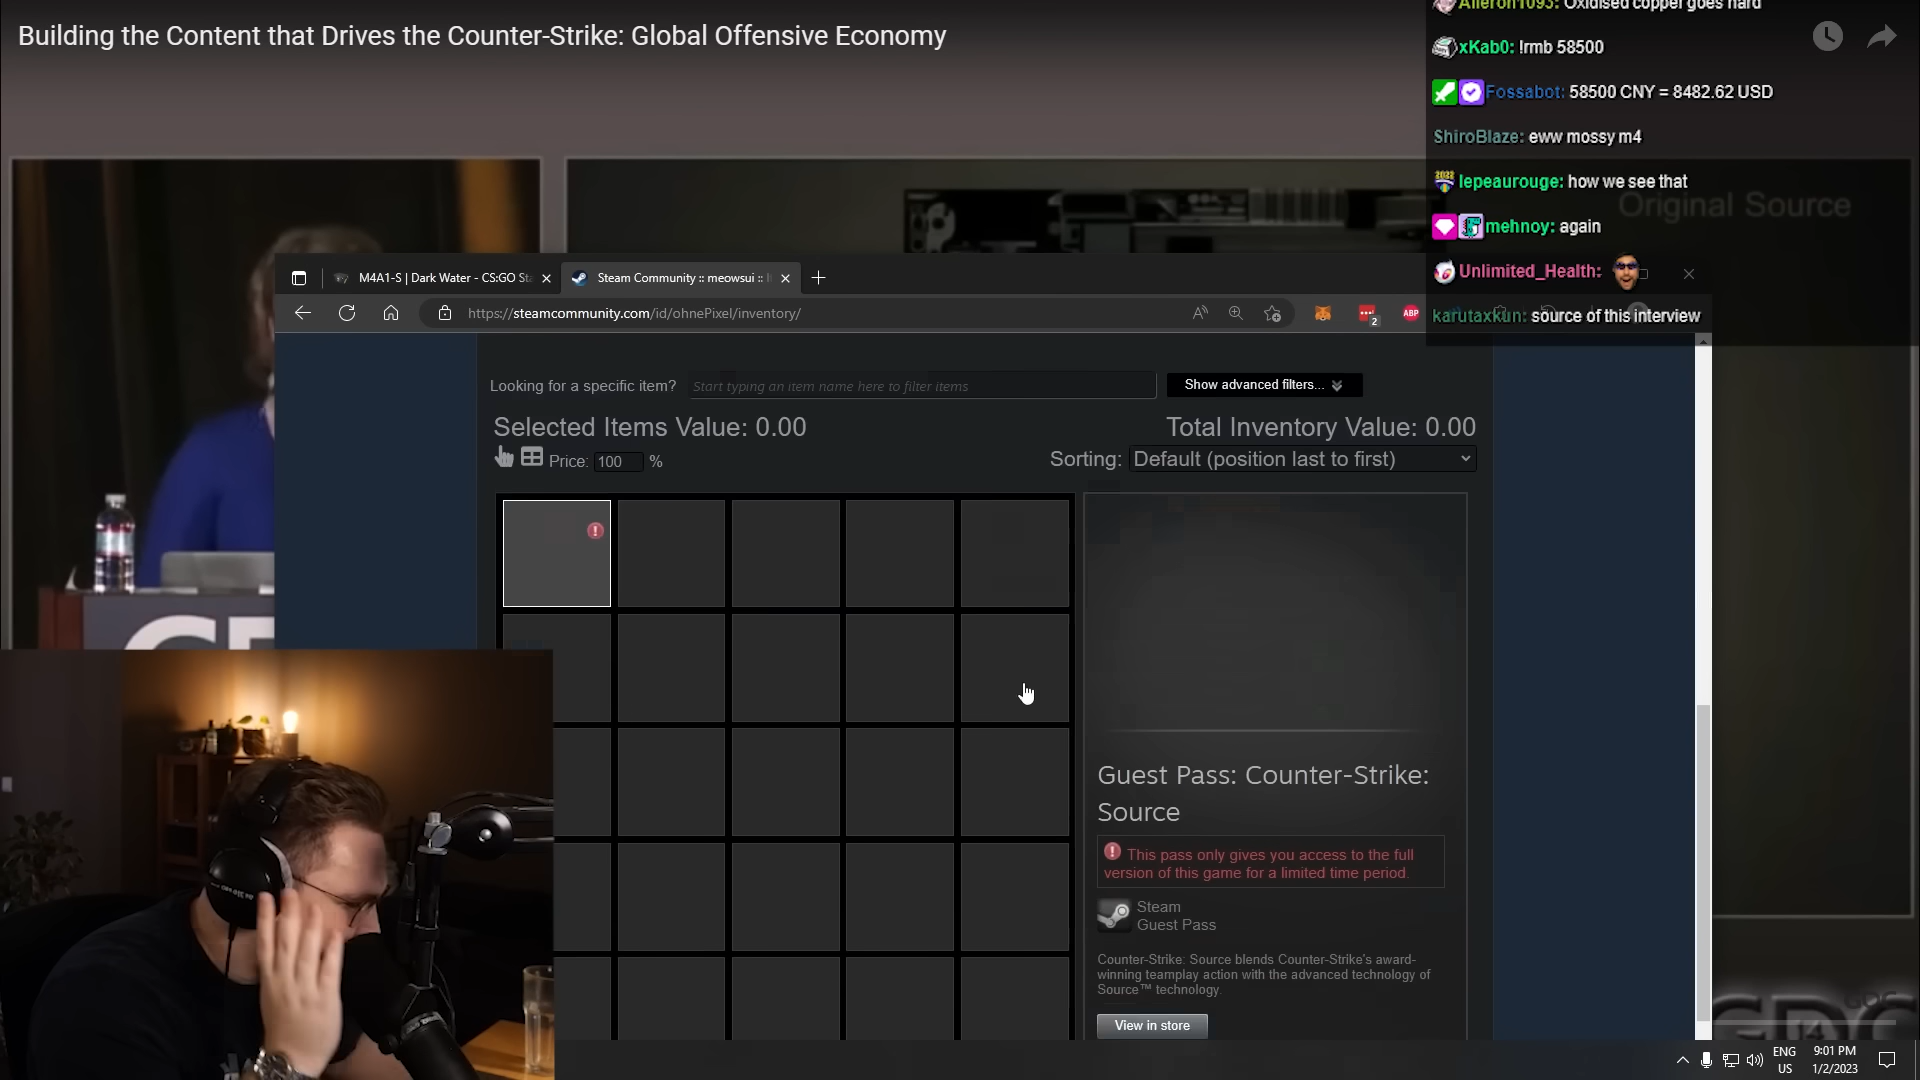 Building the Content that Drives the Counter-Strike: Global Offensive Economy
Alleron1093: Oxidised copper goes hard
xKab0: !rmb 58500
Fossabot: 58500 CNY = 8482.62 USD
ShiroBlaze: eww mossy m4
lepeaurouge: how we see that
Original Source
mehnoy: again
Unlimited_Health:
karutaxkun: source of this interview
M4A1-S | Dark Water - CS:GO Sta
Steam Community :: meowsui :: I
https://steamcommunity.com/id/ohnePixel/inventory/
2
ABP
Looking for a specific item?
Start typing an item name here to filter items
Show advanced filters...
Selected Items Value: 0.00
Total Inventory Value: 0.00
Price: 100 %
Sorting: Default (position last to first)
Guest Pass: Counter-Strike:
Source
This pass only gives you access to the full
version of this game for a limited time period.
Steam
Guest Pass
Counter-Strike: Source blends Counter-Strike's award-
winning teamplay action with the advanced technology of
Source™ technology.
View in store
ENG
US
9:01 PM
1/2/2023